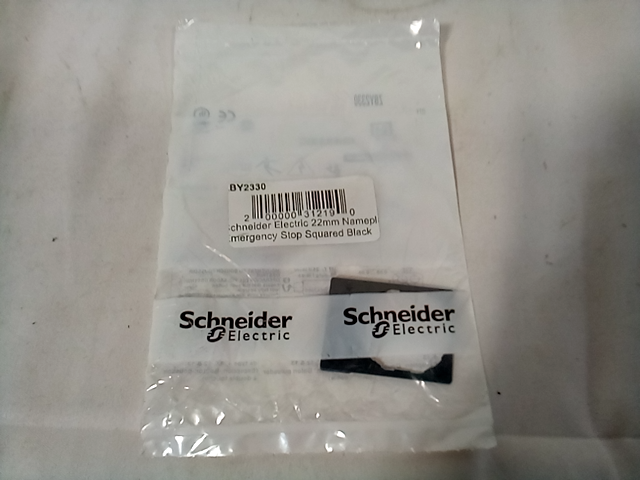 BY2330
2 00000 31219 0
chneider Electric 22mm Namepl
mergency Stop Squared Black
Schneider
Electric
Schneider
Electric